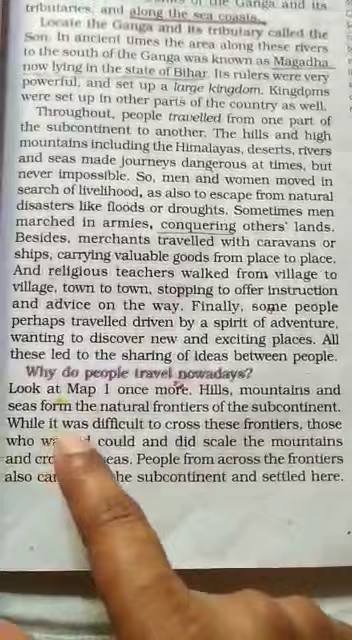 of the Ganga and its
tributaries, and along the sea coasts.
Locate the Ganga and its tributary called the
Son. In ancient times the area along these rivers
to the south of the Ganga was known as Magadha
now lying in the state of Bihar. Its rulers were very
powerful, and set up a large kingdom. Kingdoms
were set up in other parts of the country as well.
Throughout, people travelled from one part of
the subcontinent to another. The hills and high
mountains including the Himalayas, deserts, rivers
and seas made journeys dangerous at times, but
never impossible. So, men and women moved in
search of livelihood, as also to escape from natural
disasters like floods or droughts. Sometimes men
marched in armies, conquering others' lands.
Besides, merchants travelled with caravans or
ships, carrying valuable goods from place to place.
And religious teachers walked from village to
village, town to town, stopping to offer instruction
and advice on the way. Finally, some people
perhaps travelled driven by a spirit of adventure,
wanting to discover new and exciting places. All
these led to the sharing of ideas between people.
Why do people travel nowadays?
Look at Map 1 once more. Hills, mountains and
seas form the natural frontiers of the subcontinent.
While it was difficult to cross these frontiers, those
who could and did scale the mountains
and seas. People from across the frontiers
also subcontinent and settled here.